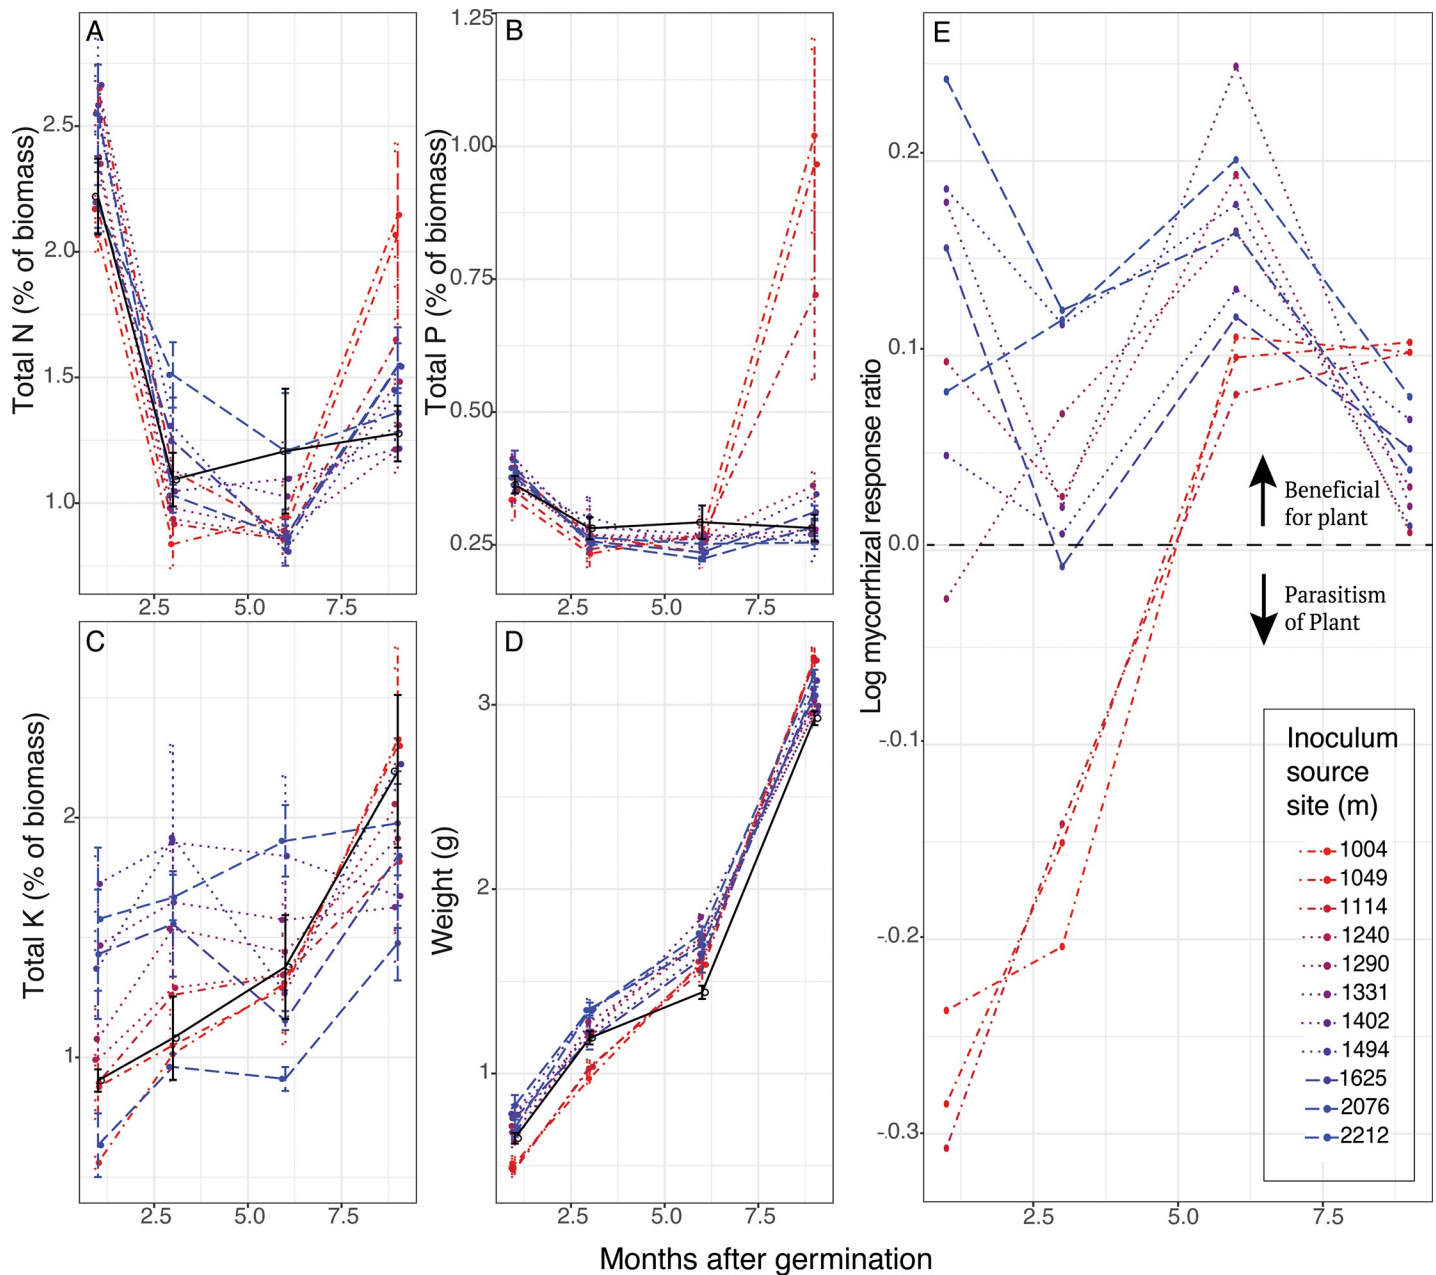 A
Total N (% of biomass)
2.5
2.0
1.5
1.0
2.5
5.0
7.5
B
Total P (% of biomass)
1.25
1.00
0.75
0.50
0.25
2.5
5.0
7.5
C
Total K (% of biomass)
2
1
2.5
5.0
7.5
D
Weight (g)
3
2
1
2.5
5.0
7.5
E
Log mycorrhizal response ratio
0.2
0.1
0.0
-0.1
-0.2
-0.3
2.5
5.0
7.5
Beneficial
for plant
Parasitism
of Plant
Inoculum
source
site (m)
1004
1049
1114
1240
1290
1331
1402
1494
1625
2076
2212
Months after germination